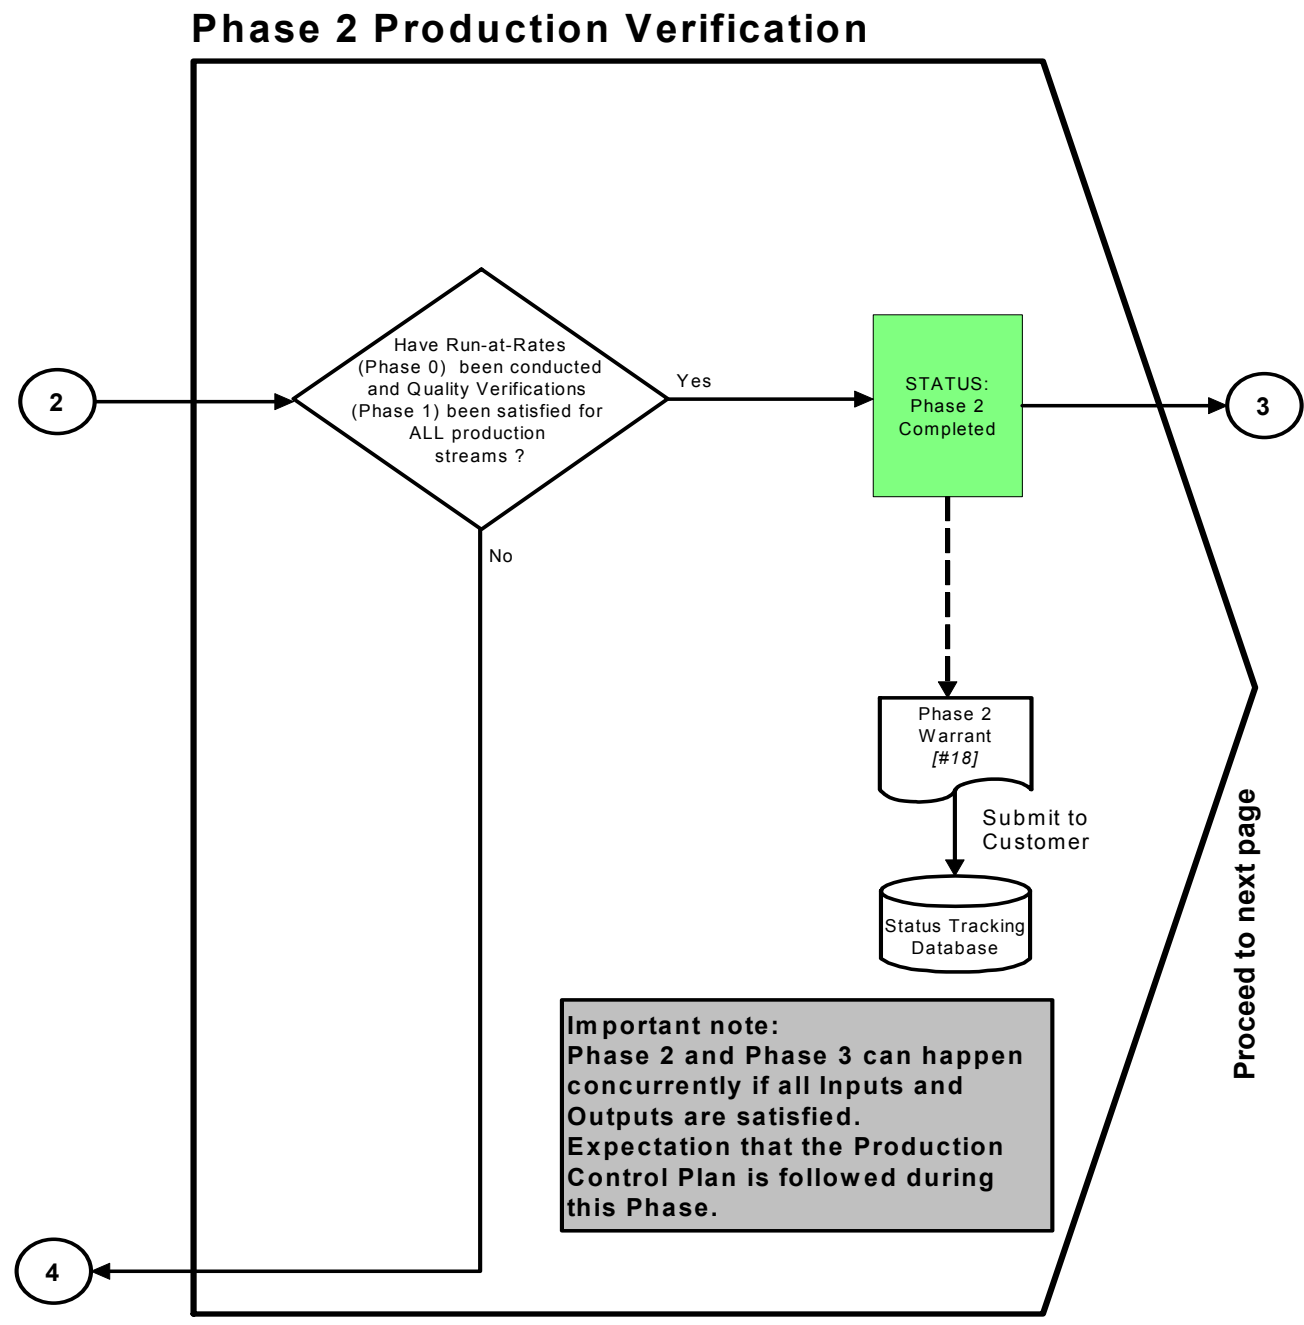 Phase 2 Production Verification
2
Have Run-at-Rates
(Phase 0) been conducted
and Quality Verifications
(Phase 1) been satisfied for
ALL production
streams ?
Yes
STATUS:
Phase 2
Completed
3
No
Phase 2
Warrant
[#18]
Submit to
Customer
Status Tracking
Database
Proceed to next page
Important note:
Phase 2 and Phase 3 can happen
concurrently if all Inputs and
Outputs are satisfied.
Expectation that the Production
Control Plan is followed during
this Phase.
4